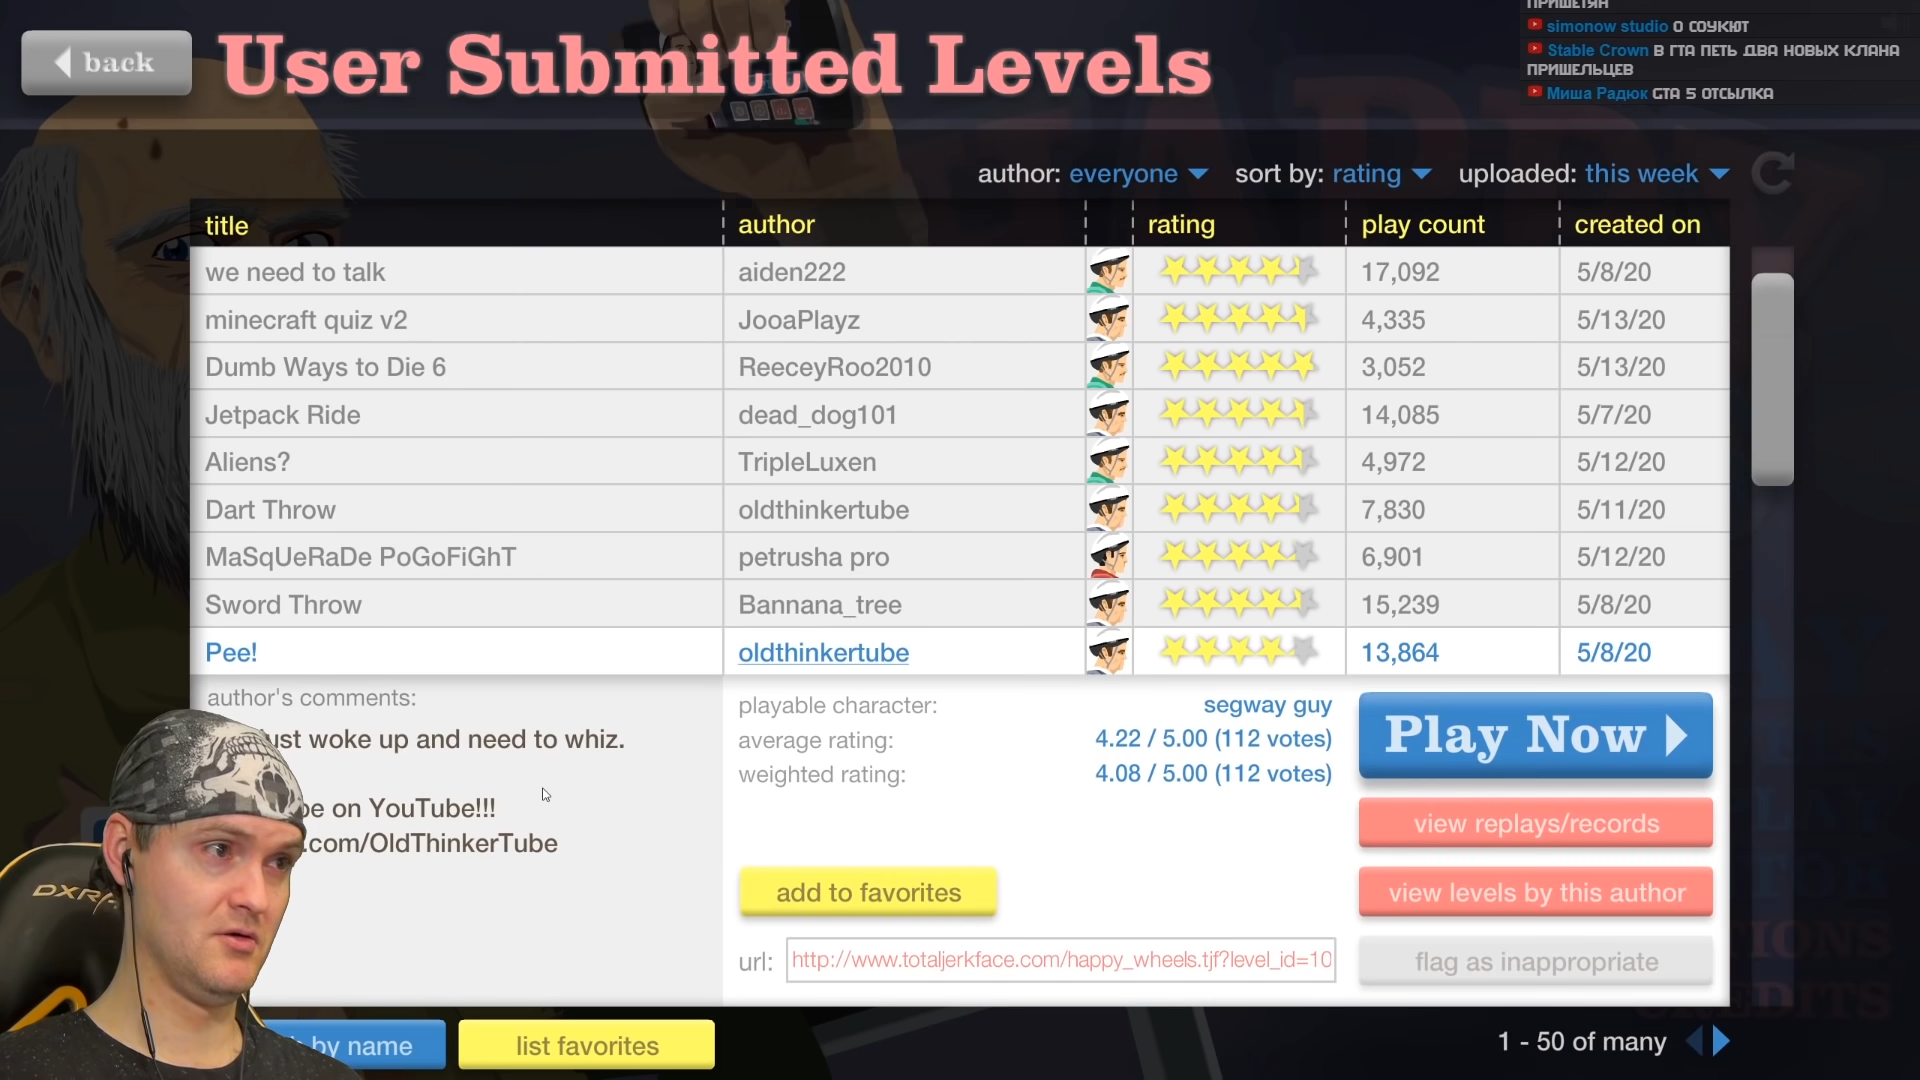 ПРИШЕТЯН
simonow studio О СОУКЮТ
Stable Crown В ГТА ПЕТЬ ДВА НОВЫХ КЛАНА
ПРИШЕЛЬЦЕВ
Миша Радюк GTA 5 ОТСЫЛКА
back
User Submitted Levels
author: everyone sort by: rating uploaded: this week
title author rating play count created on
we need to talk aiden222 17,092 5/8/20
minecraft quiz v2 JooaPlayz 4,335 5/13/20
Dumb Ways to Die 6 ReeceyRoo2010 3,052 5/13/20
Jetpack Ride dead_dog101 14,085 5/7/20
Aliens? TripleLuxen 4,972 5/12/20
Dart Throw oldthinkertube 7,830 5/11/20
MaSqUeRaDe PoGoFiGhT petrusha pro 6,901 5/12/20
Sword Throw Bannana_tree 15,239 5/8/20
Pee! oldthinkertube 13,864 5/8/20
author's comments:
ust woke up and need to whiz.
be on YouTube!!!
.com/OldThinkerTube
playable character: segway guy
average rating: 4.22 / 5.00 (112 votes)
weighted rating: 4.08 / 5.00 (112 votes)
Play Now
view replays/records
add to favorites
view levels by this author
url: http://www.totaljerkface.com/happy_wheels.tjf?level_id=10
flag as inappropriate
by name
list favorites
1 - 50 of many
DXR